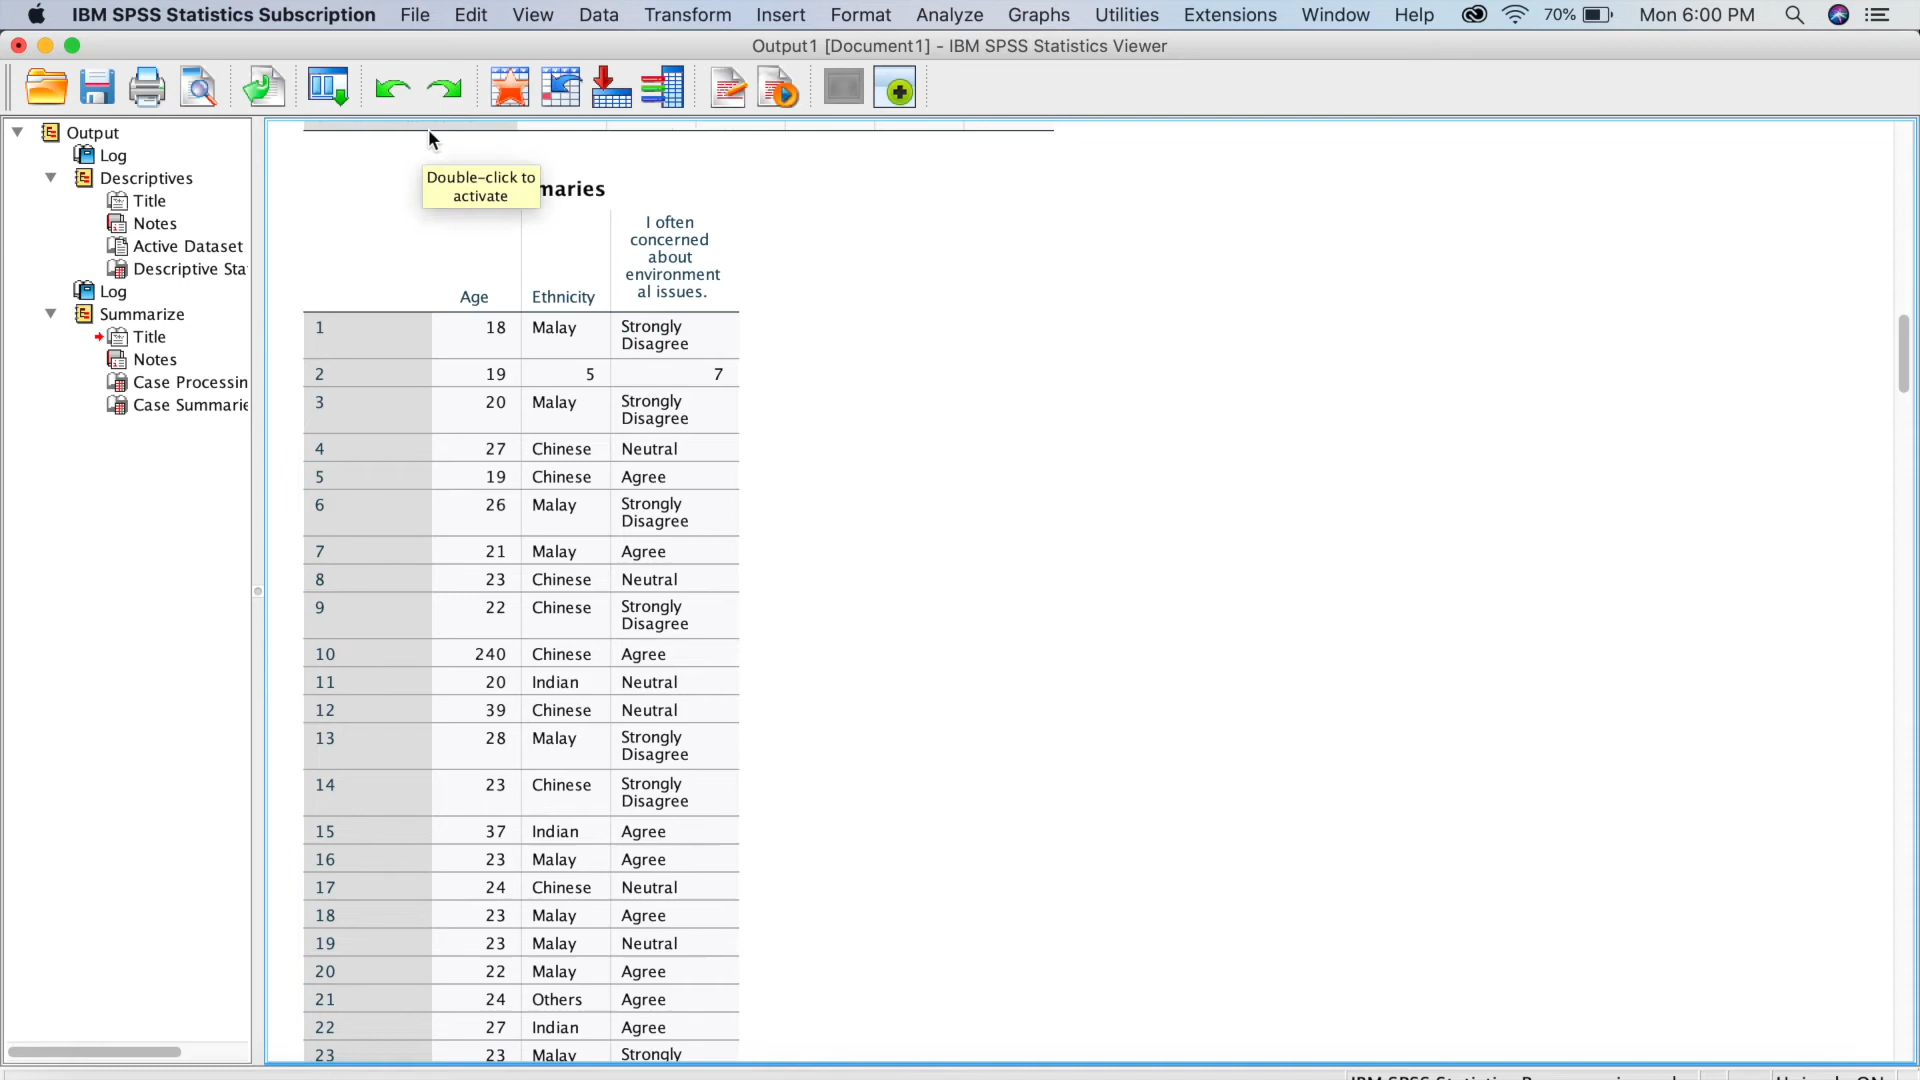 IBM SPSS Statistics Subscription File Edit View Data Transform Insert Format Analyze Graphs Utilities Extensions Window Help 70% Mon 6:00 PM
Output1 [Document1] - IBM SPSS Statistics Viewer
Output
Log
Descriptives
Title
Notes
Active Dataset
Descriptive Sta
Log
Summarize
Title
Notes
Case Processin
Case Summarie
Double-click to
activate
maries
I often
concerned
about
environment
al issues.
Age Ethnicity
1 18 Malay Strongly
Disagree
2 19 5 7
3 20 Malay Strongly
Disagree
4 27 Chinese Neutral
5 19 Chinese Agree
6 26 Malay Strongly
Disagree
7 21 Malay Agree
8 23 Chinese Neutral
9 22 Chinese Strongly
Disagree
10 240 Chinese Agree
11 20 Indian Neutral
12 39 Chinese Neutral
13 28 Malay Strongly
Disagree
14 23 Chinese Strongly
Disagree
15 37 Indian Agree
16 23 Malay Agree
17 24 Chinese Neutral
18 23 Malay Agree
19 23 Malay Neutral
20 22 Malay Agree
21 24 Others Agree
22 27 Indian Agree
23 23 Malay Strongly